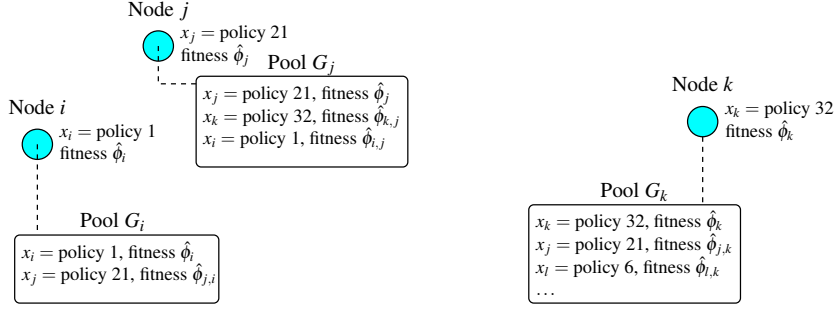 Node j
x_j = policy 21
fitness ϕ̂_j
Pool G_j
x_j = policy 21, fitness ϕ̂_j
x_k = policy 32, fitness ϕ̂_{k,j}
x_i = policy 1, fitness ϕ̂_{i,j}
Node i
x_i = policy 1
fitness ϕ̂_i
Pool G_i
x_i = policy 1, fitness ϕ̂_i
x_j = policy 21, fitness ϕ̂_{j,i}
Node k
x_k = policy 32
fitness ϕ̂_k
Pool G_k
x_k = policy 32, fitness ϕ̂_k
x_j = policy 21, fitness ϕ̂_{j,k}
x_l = policy 6, fitness ϕ̂_{l,k}
...